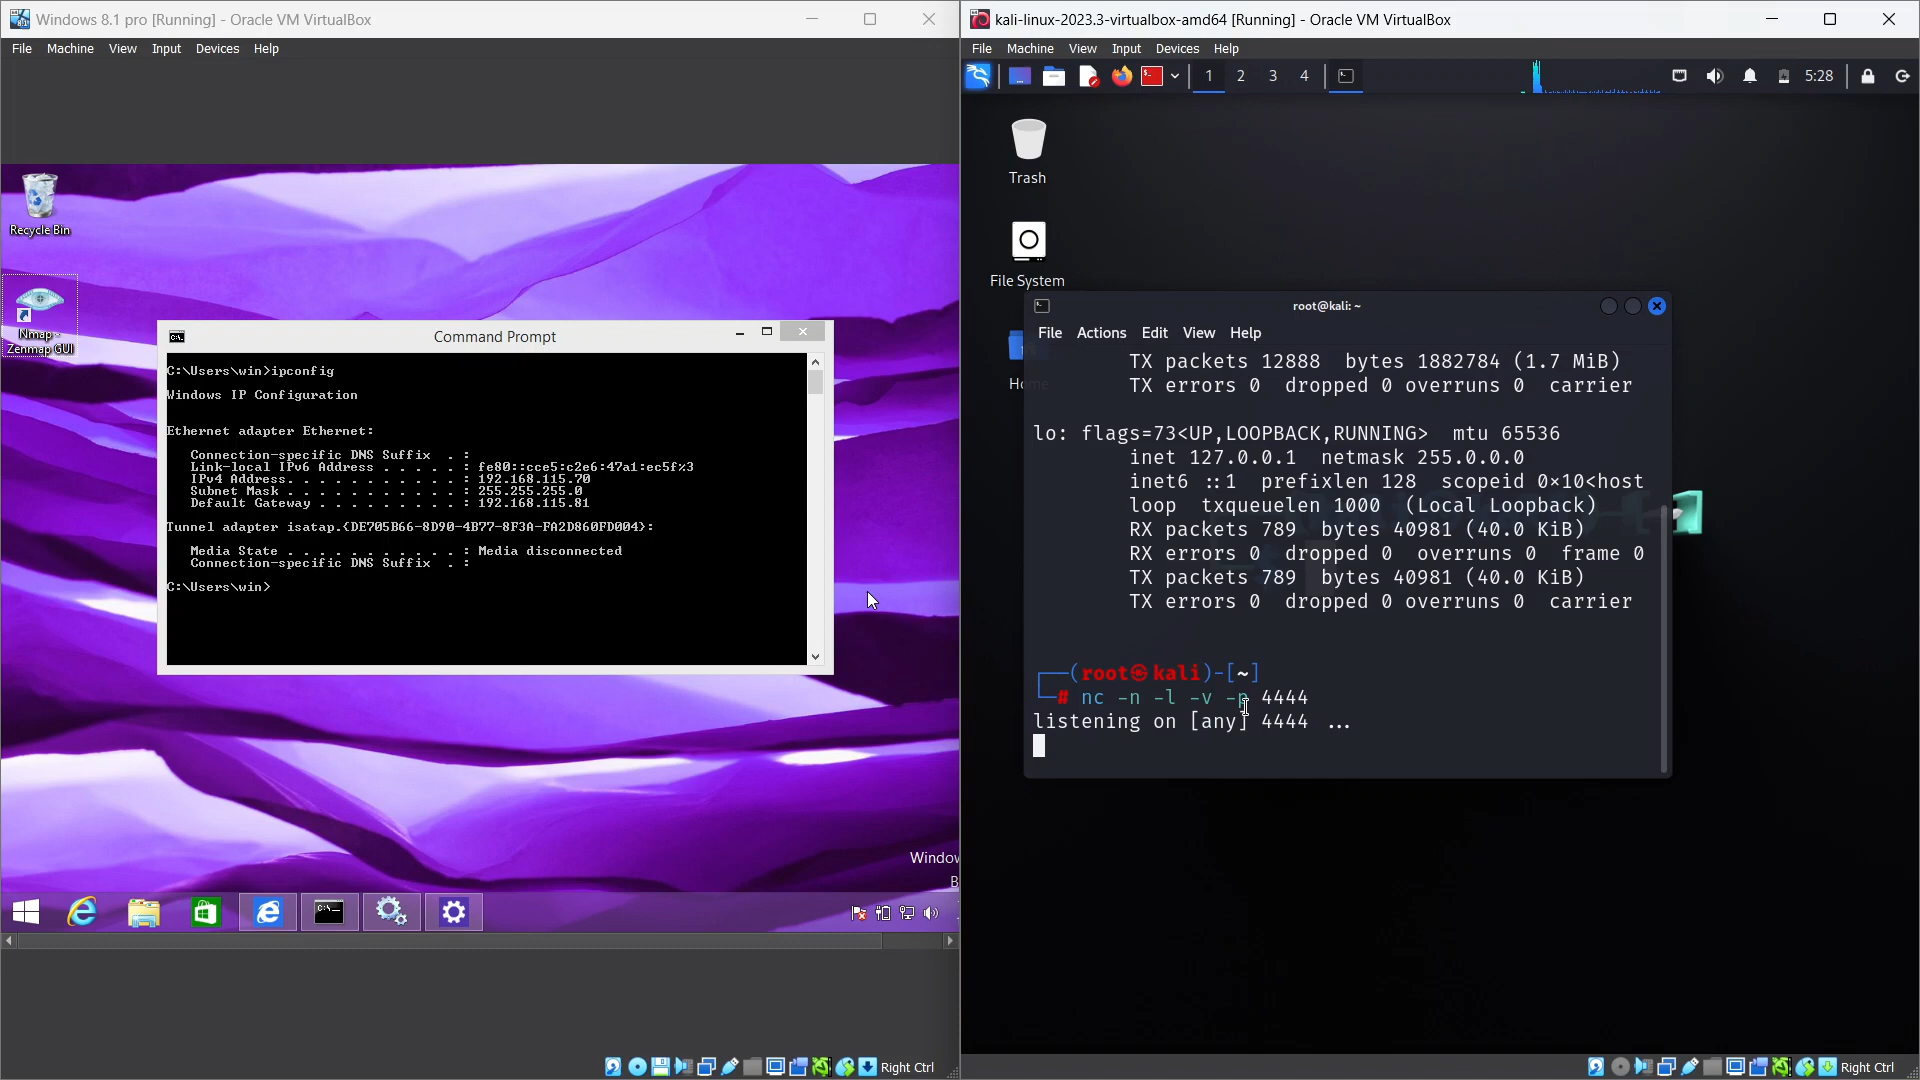 Windows 8.1 pro [Running] - Oracle VM VirtualBox
File Machine View Input Devices Help
Recycle Bin
Nmap - Zenmap GUI
Command Prompt
C:\Users\win>ipconfig
Windows IP Configuration
Ethernet adapter Ethernet:
Connection-specific DNS Suffix . :
Link-local IPv6 Address . . . . . : fe80::cce5:c2e6:47a1:ec5f%3
IPv4 Address. . . . . . . . . . . : 192.168.115.70
Subnet Mask . . . . . . . . . . . : 255.255.255.0
Default Gateway . . . . . . . . . : 192.168.115.81
Tunnel adapter isatap.{DE705B66-8D90-4B77-8F3A-FA2D860FD004}:
Media State . . . . . . . . . . . : Media disconnected
Connection-specific DNS Suffix . :
C:\Users\win>
Window
B
Right Ctrl
kali-linux-2023.3-virtualbox-amd64 [Running] - Oracle VM VirtualBox
File Machine View Input Devices Help
1 2 3 4 5:28
Trash
File System
Home
root@kali: ~
File Actions Edit View Help
TX packets 12888 bytes 1882784 (1.7 MiB)
TX errors 0 dropped 0 overruns 0 carrier
lo: flags=73<UP,LOOPBACK,RUNNING> mtu 65536
inet 127.0.0.1 netmask 255.0.0.0
inet6 ::1 prefixlen 128 scopeid 0×10<host
loop txqueuelen 1000 (Local Loopback)
RX packets 789 bytes 40981 (40.0 KiB)
RX errors 0 dropped 0 overruns 0 frame 0
TX packets 789 bytes 40981 (40.0 KiB)
TX errors 0 dropped 0 overruns 0 carrier
(root㉿kali)-[~]
# nc -n -l -v -p 4444
listening on [any] 4444 ...
Right Ctrl